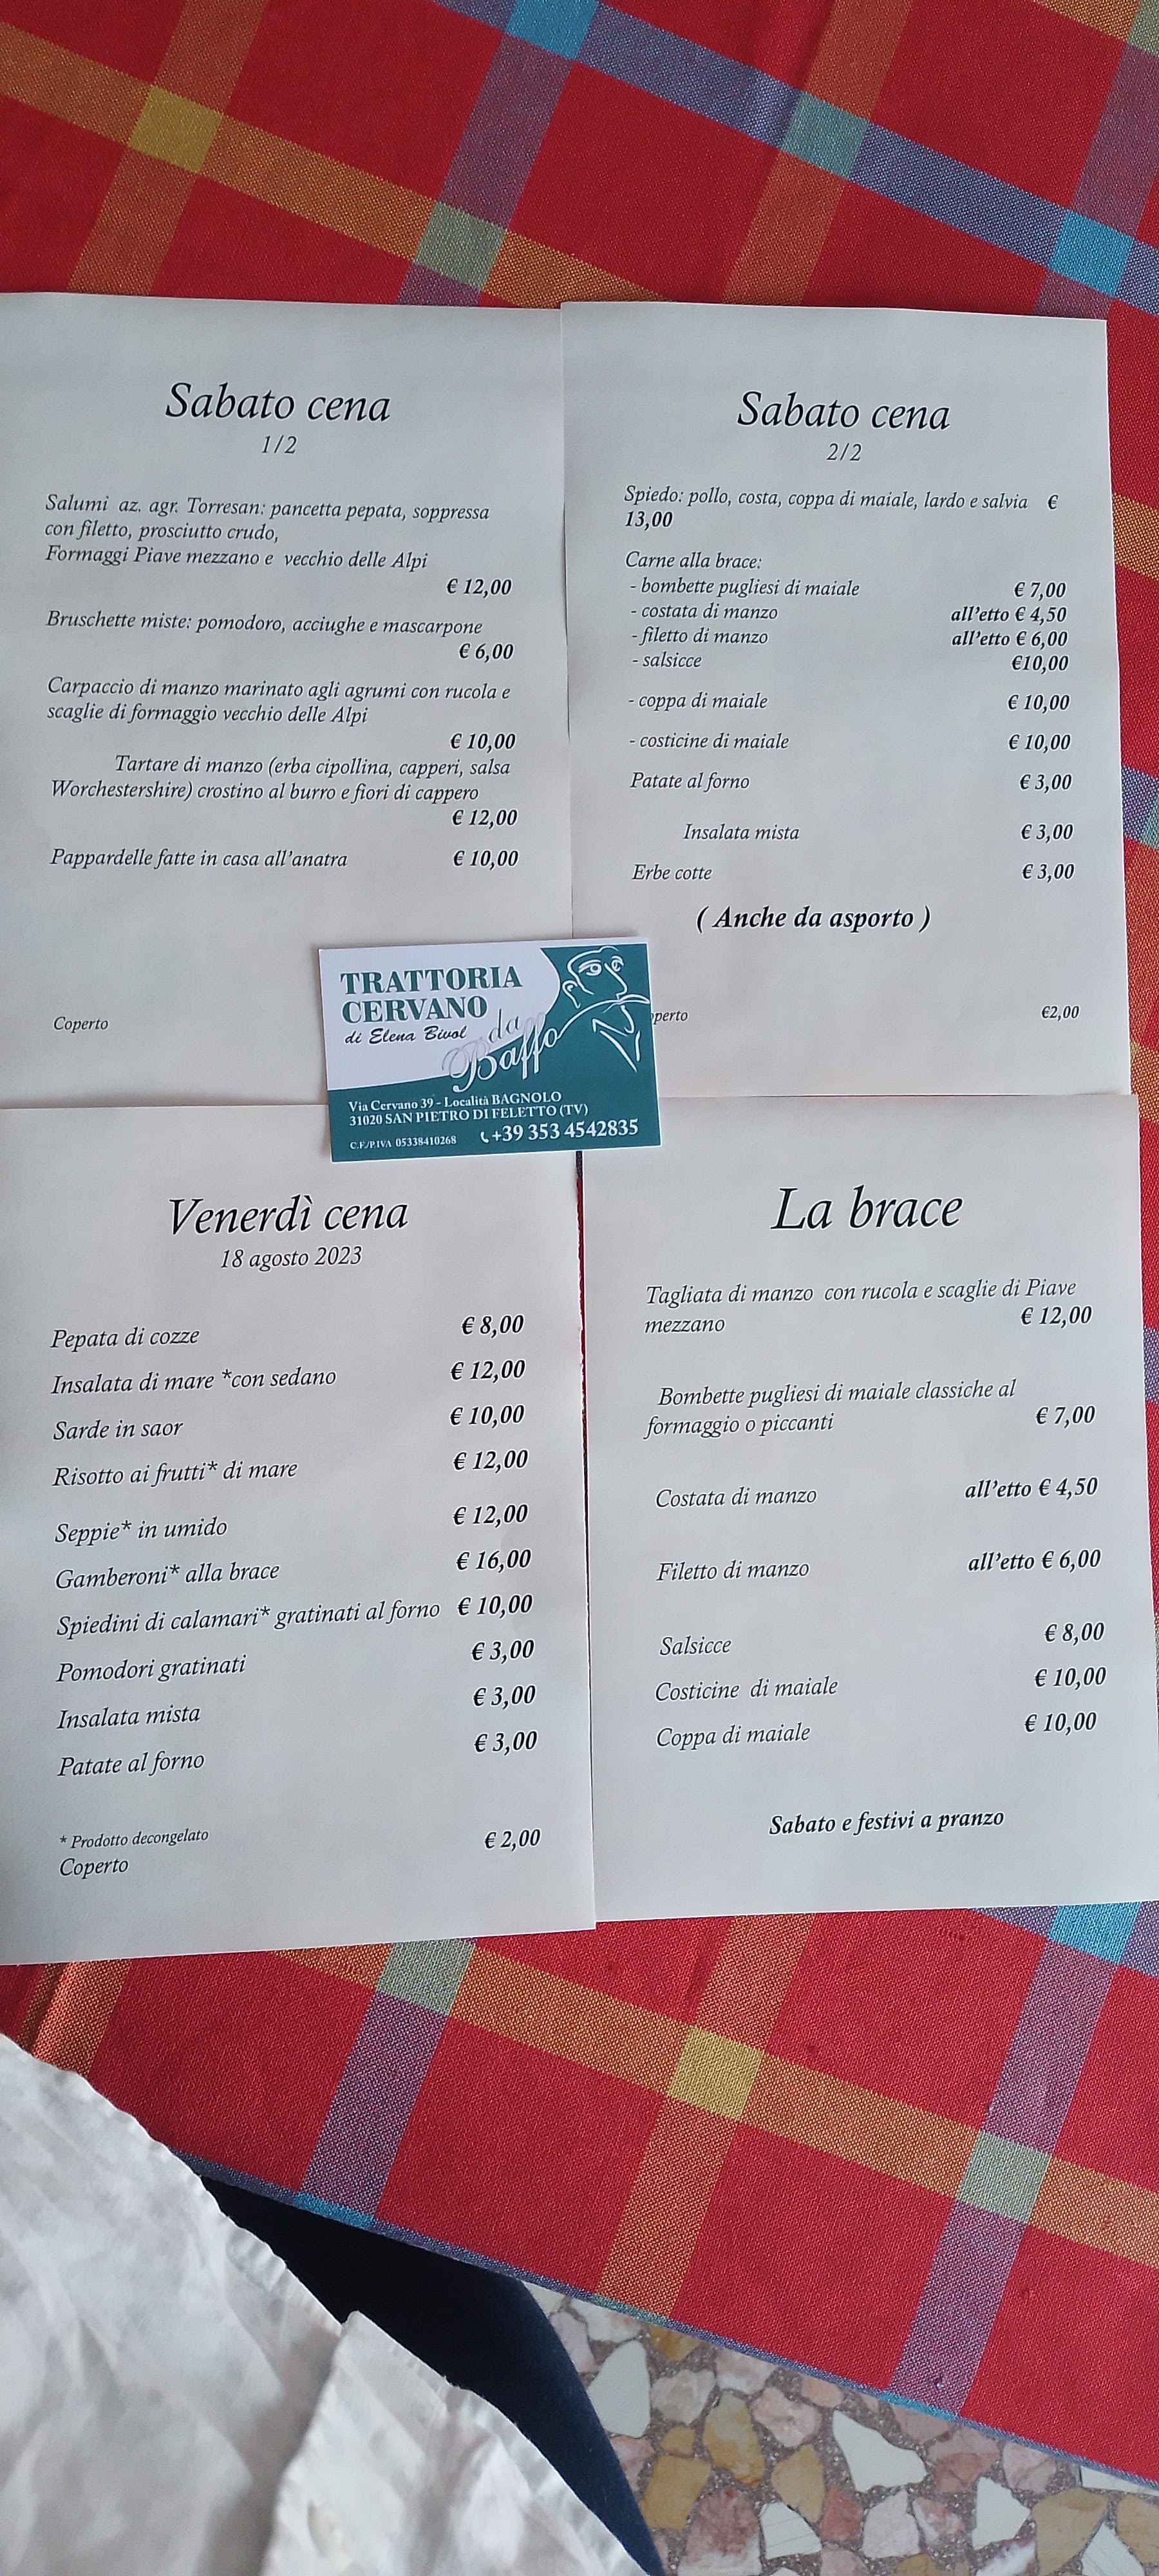 Sabato cena
1/2
Salumi az. agr. Torresan: pancetta pepata, soppressa
con filetto, prosciutto crudo,
Formaggi Piave mezzano e vecchio delle Alpi
€ 12,00
Bruschette miste: pomodoro, acciughe e mascarpone
€ 6,00
Carpaccio di manzo marinato agli agrumi con rucola e
scaglie di formaggio vecchio delle Alpi
€ 10,00
Tartare di manzo (erba cipollina, capperi, salsa
Worchestershire) crostino al burro e fiori di cappero
€ 12,00
Pappardelle fatte in casa all'anatra € 10,00
Coperto
Sabato cena
2/2
Spiedo: pollo, costa, coppa di maiale, lardo e salvia €
13,00
Carne alla brace:
- bombette pugliesi di maiale € 7,00
- costata di manzo all'etto € 4,50
- filetto di manzo all'etto € 6,00
- salsicce €10,00
- coppa di maiale € 10,00
- costicine di maiale € 10,00
Patate al forno € 3,00
Insalata mista € 3,00
Erbe cotte € 3,00
( Anche da asporto )
perto €2,00
TRATTORIA
CERVANO
di Elena Bivol da
Baffo
Via Cervano 39 - Località BAGNOLO
31020 SAN PIETRO DI FELETTO (TV)
C.F./P.IVA 05338410268 +39 353 4542835
Venerdì cena
18 agosto 2023
Pepata di cozze € 8,00
Insalata di mare *con sedano € 12,00
Sarde in saor € 10,00
Risotto ai frutti* di mare € 12,00
Seppie* in umido € 12,00
Gamberoni* alla brace € 16,00
Spiedini di calamari* gratinati al forno € 10,00
Pomodori gratinati € 3,00
Insalata mista € 3,00
Patate al forno € 3,00
* Prodotto decongelato
Coperto € 2,00
La brace
Tagliata di manzo con rucola e scaglie di Piave
mezzano € 12,00
Bombette pugliesi di maiale classiche al
formaggio o piccanti € 7,00
Costata di manzo all'etto € 4,50
Filetto di manzo all'etto € 6,00
Salsicce € 8,00
Costicine di maiale € 10,00
Coppa di maiale € 10,00
Sabato e festivi a pranzo